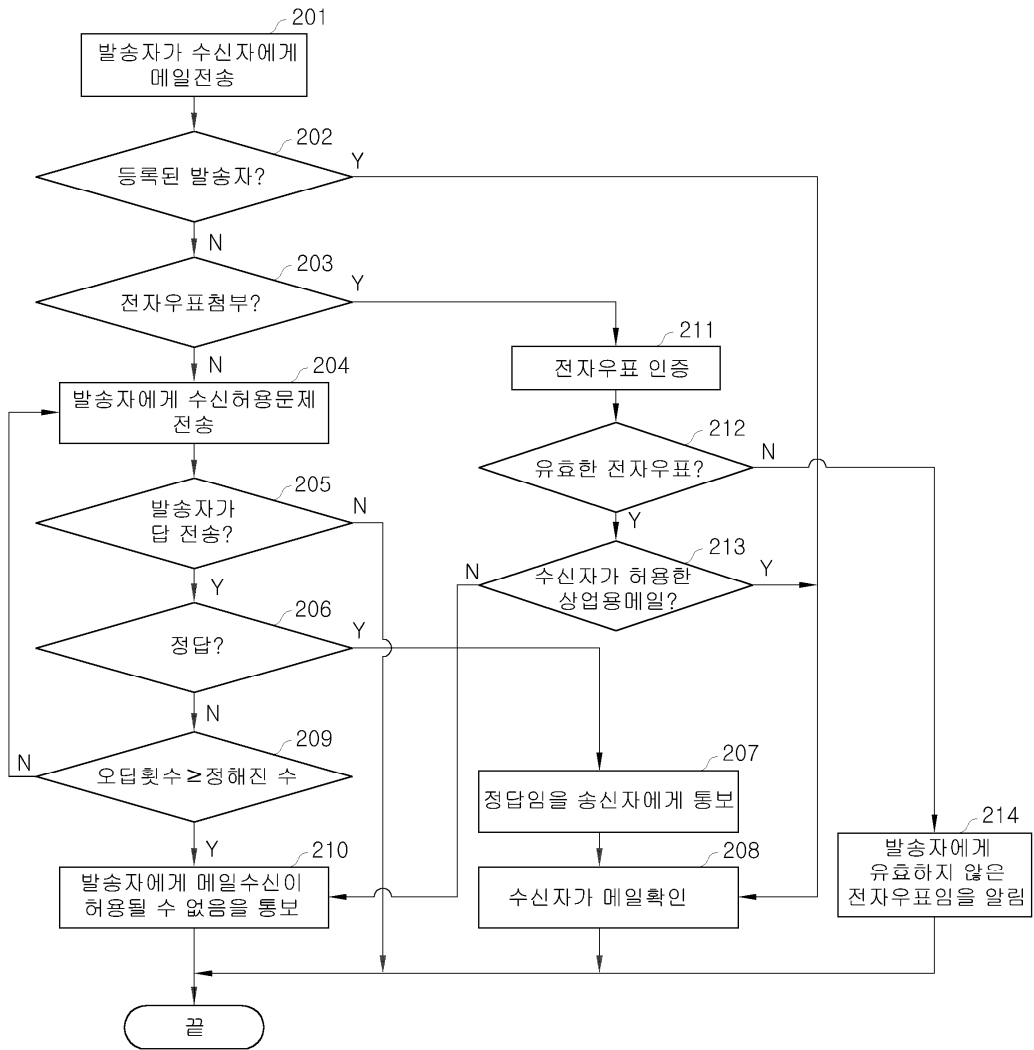 201
발송자가 수신자에게
메일전송
202
등록된 발송자?
Y
N
203
전자우표첨부?
Y
N
211
전자우표 인증
204
발송자에게 수신허용문제
전송
212
유효한 전자우표?
N
Y
205
발송자가
답 전송?
N
Y
213
수신자가 허용한
상업용메일?
N
Y
206
정답?
Y
N
209
오딥횟수≥정해진 수
N
Y
207
정답임을 송신자에게 통보
208
수신자가 메일확인
214
발송자에게
유효하지 않은
전자우표임을 알림
210
발송자에게 메일수신이
허용될 수 없음을 통보
끝